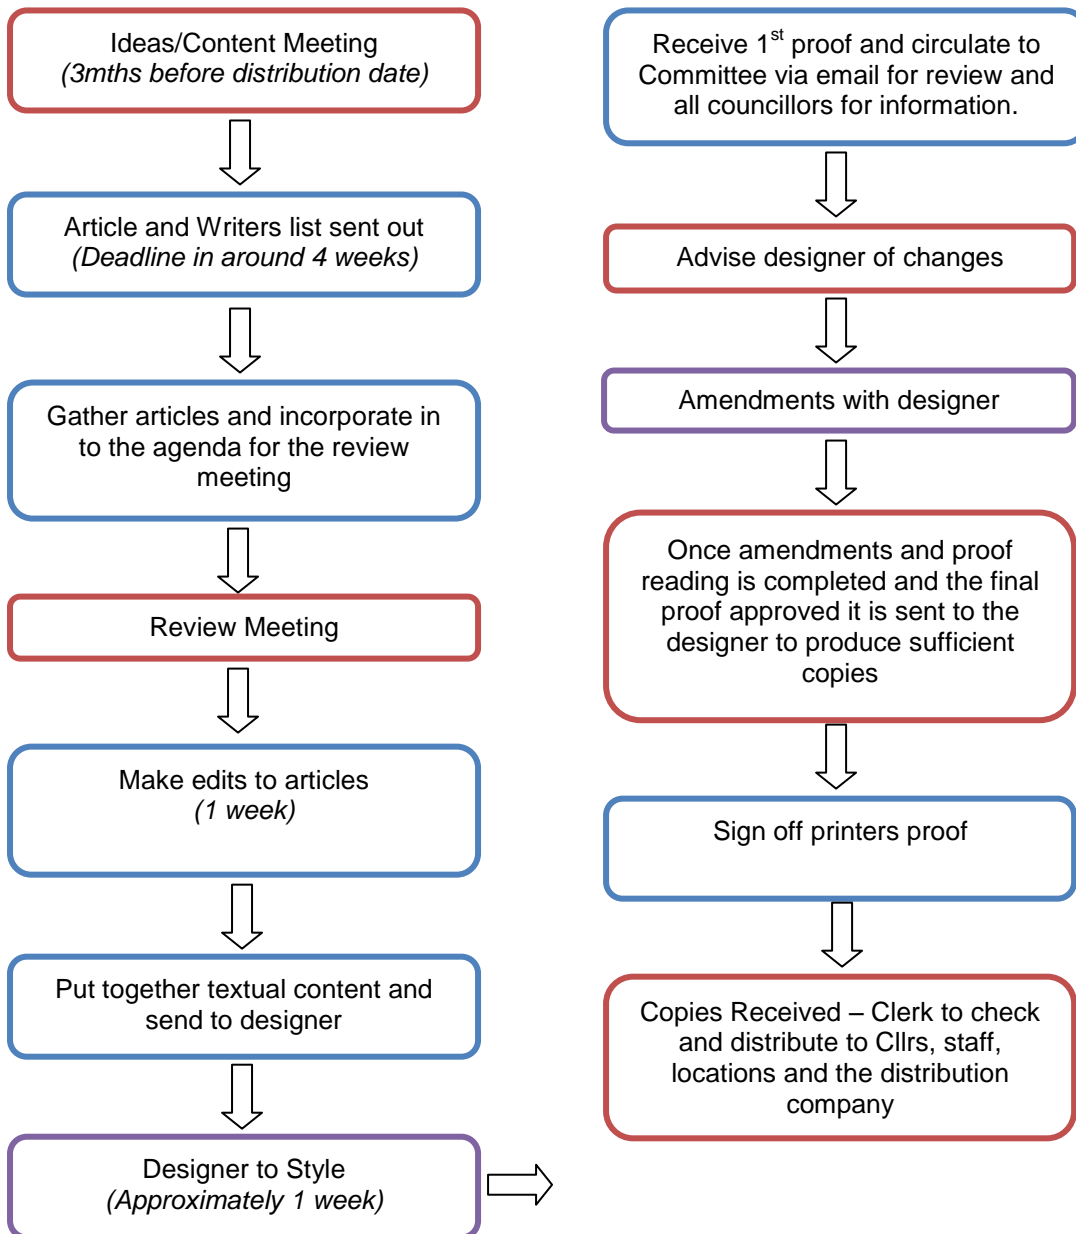 Ideas/Content Meeting
(3mths before distribution date)
Article and Writers list sent out
(Deadline in around 4 weeks)
Gather articles and incorporate in
to the agenda for the review
meeting
Review Meeting
Make edits to articles
(1 week)
Put together textual content and
send to designer
Designer to Style
(Approximately 1 week)
Receive 1st proof and circulate to
Committee via email for review and
all councillors for information.
Advise designer of changes
Amendments with designer
Once amendments and proof
reading is completed and the final
proof approved it is sent to the
designer to produce sufficient
copies
Sign off printers proof
Copies Received – Clerk to check
and distribute to Cllrs, staff,
locations and the distribution
company